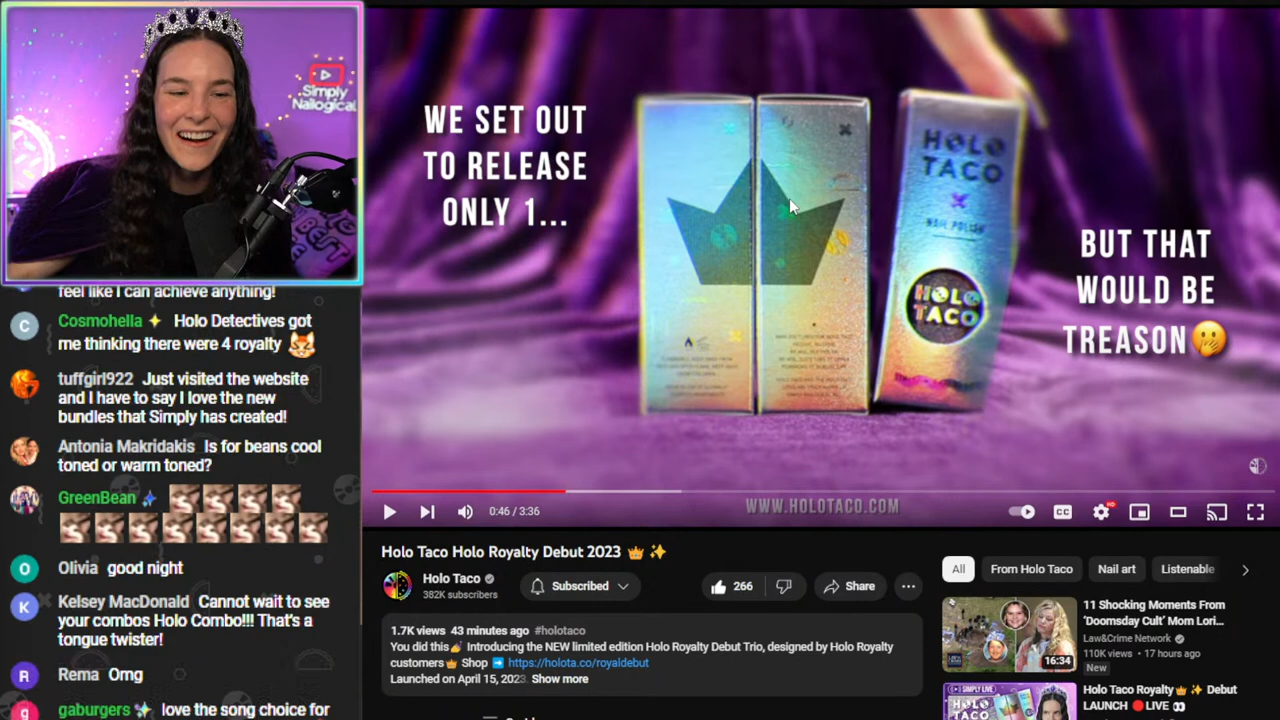 Simply
Nailogical
feel like I can achieve anything!
Cosmohella Holo Detectives got
me thinking there were 4 royalty
tuffgirl922 Just visited the website
and I have to say I love the new
bundles that Simply has created!
Antonia Makridakis Is for beans cool
toned or warm toned?
GreenBean
Olivia good night
Kelsey MacDonald Cannot wait to see
your combos Holo Combo!!! That's a
tongue twister!
Rema Omg
gaburgers love the song choice for
WE SET OUT
TO RELEASE
ONLY 1...
HOLO
TACO
NAIL POLISH
HOLO
TACO
BUT THAT
WOULD BE
TREASON🤭
0:46 / 3:36
WWW.HOLOTACO.COM
CC
HD
Holo Taco Holo Royalty Debut 2023 👑✨
Holo Taco
382K subscribers
Subscribed
266
Share
1.7K views 43 minutes ago #holotaco
You did this💅 Introducing the NEW limited edition Holo Royalty Debut Trio, designed by Holo Royalty
customers👑 Shop ➡️ https://holota.co/royaldebut
Launched on April 15, 2023. Show more
All
From Holo Taco
Nail art
Listenable
11 Shocking Moments From
‘Doomsday Cult’ Mom Lori...
Law&Crime Network
110K views • 17 hours ago
New
16:34
SIMPLY LIVE
HOLO
TACO
Holo Taco Royalty👑✨ Debut
LAUNCH 🔴LIVE 👀